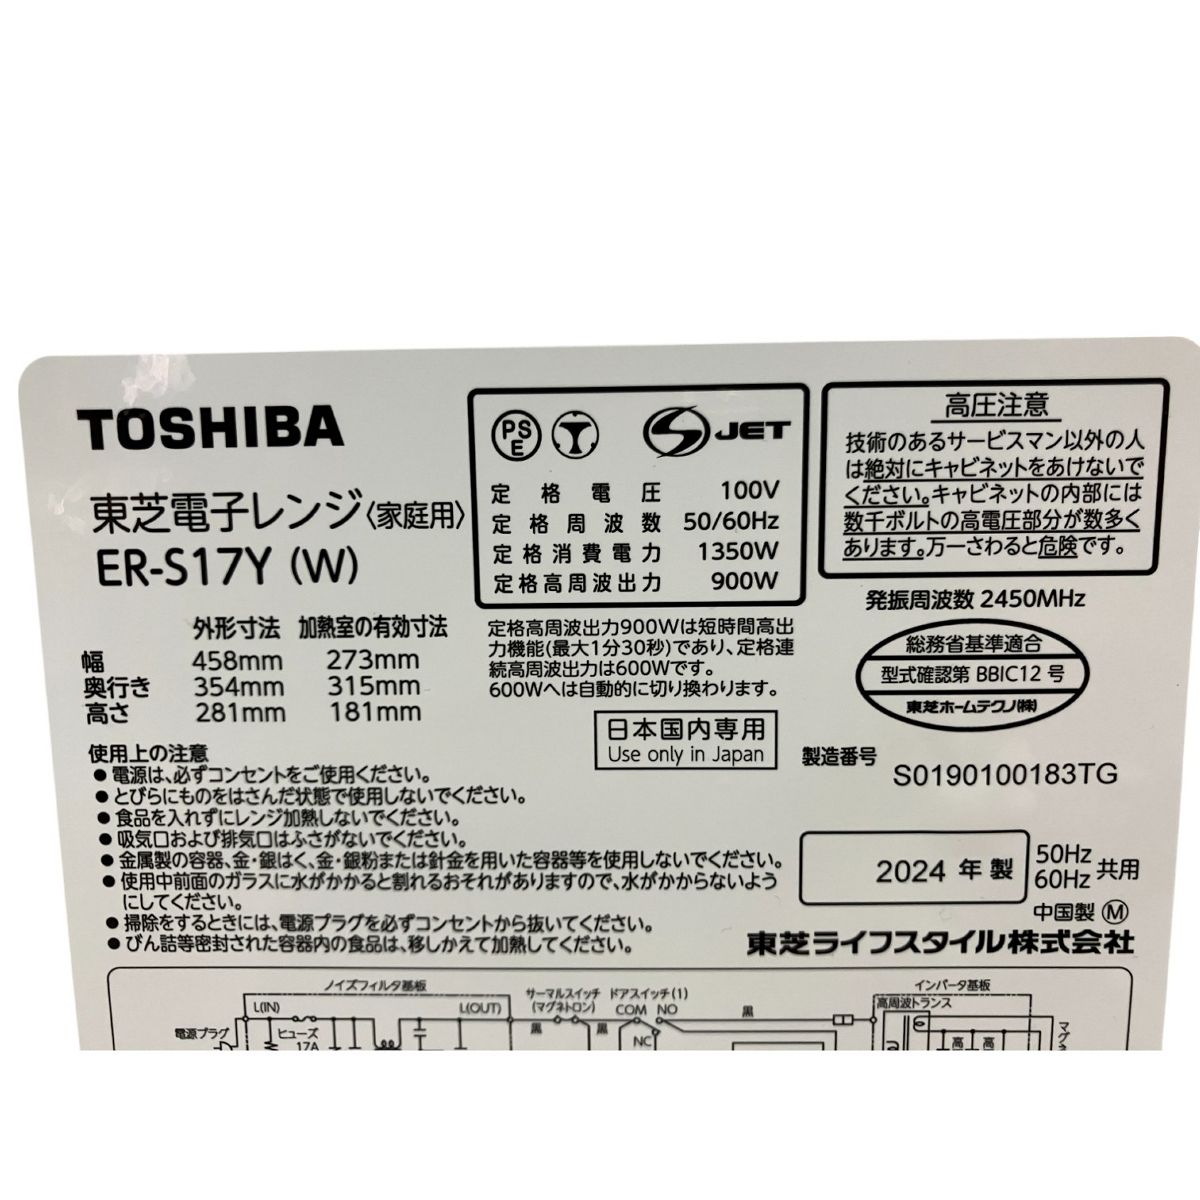 TOSHIBA
東芝電子レンジ〈家庭用〉
ER-S17Y (W)
外形寸法 加熱室の有効寸法
幅 458mm 273mm
奥行き 354mm 315mm
高さ 281mm 181mm
PS
E
S JET
定格電圧 100V
定格周波数 50/60Hz
定格消費電力 1350W
定格高周波出力 900W
定格高周波出力900Wは短時間高出
力機能(最大1分30秒)であり、定格連
続高周波出力は600Wです。
600Wへは自動的に切り換わります。
日本国内専用
Use only in Japan
高圧注意
技術のあるサービスマン以外の人
は絶対にキャビネットをあけないで
ください。キャビネットの内部には
数千ボルトの高電圧部分が数多く
あります。万一さわると危険です。
発振周波数 2450MHz
総務省基準適合
型式確認第 BBIC12 号
東芝ホームテクノ(株)
製造番号 S0190100183TG
使用上の注意
● 電源は、必ずコンセントをご使用ください。
● とびらにものをはさんだ状態で使用しないでください。
● 食品を入れずにレンジ加熱しないでください。
● 吸気口および排気口はふさがないでください。
● 金属製の容器、金・銀はく、金・銀粉または針金を用いた容器等を使用しないでください。
● 使用中前面のガラスに水がかかると割れるおそれがありますので、水がかからないよう
にしてください。
● 掃除をするときには、電源プラグを必ずコンセントから抜いてください。
● びん詰等密封された容器内の食品は、移しかえて加熱してください。
2024 年 製
50Hz
60Hz 共用
中国製 Ⓜ
東芝ライフスタイル株式会社
ノイズフィルタ基板
L(IN)
L(OUT)
電源プラグ
ヒューズ
17A
サーマルスイッチ
(マグネトロン)
ドアスイッチ(1)
COM NO
黒
黒
NC
黒
インバータ基板
高周波トランス
高
高
マグネ